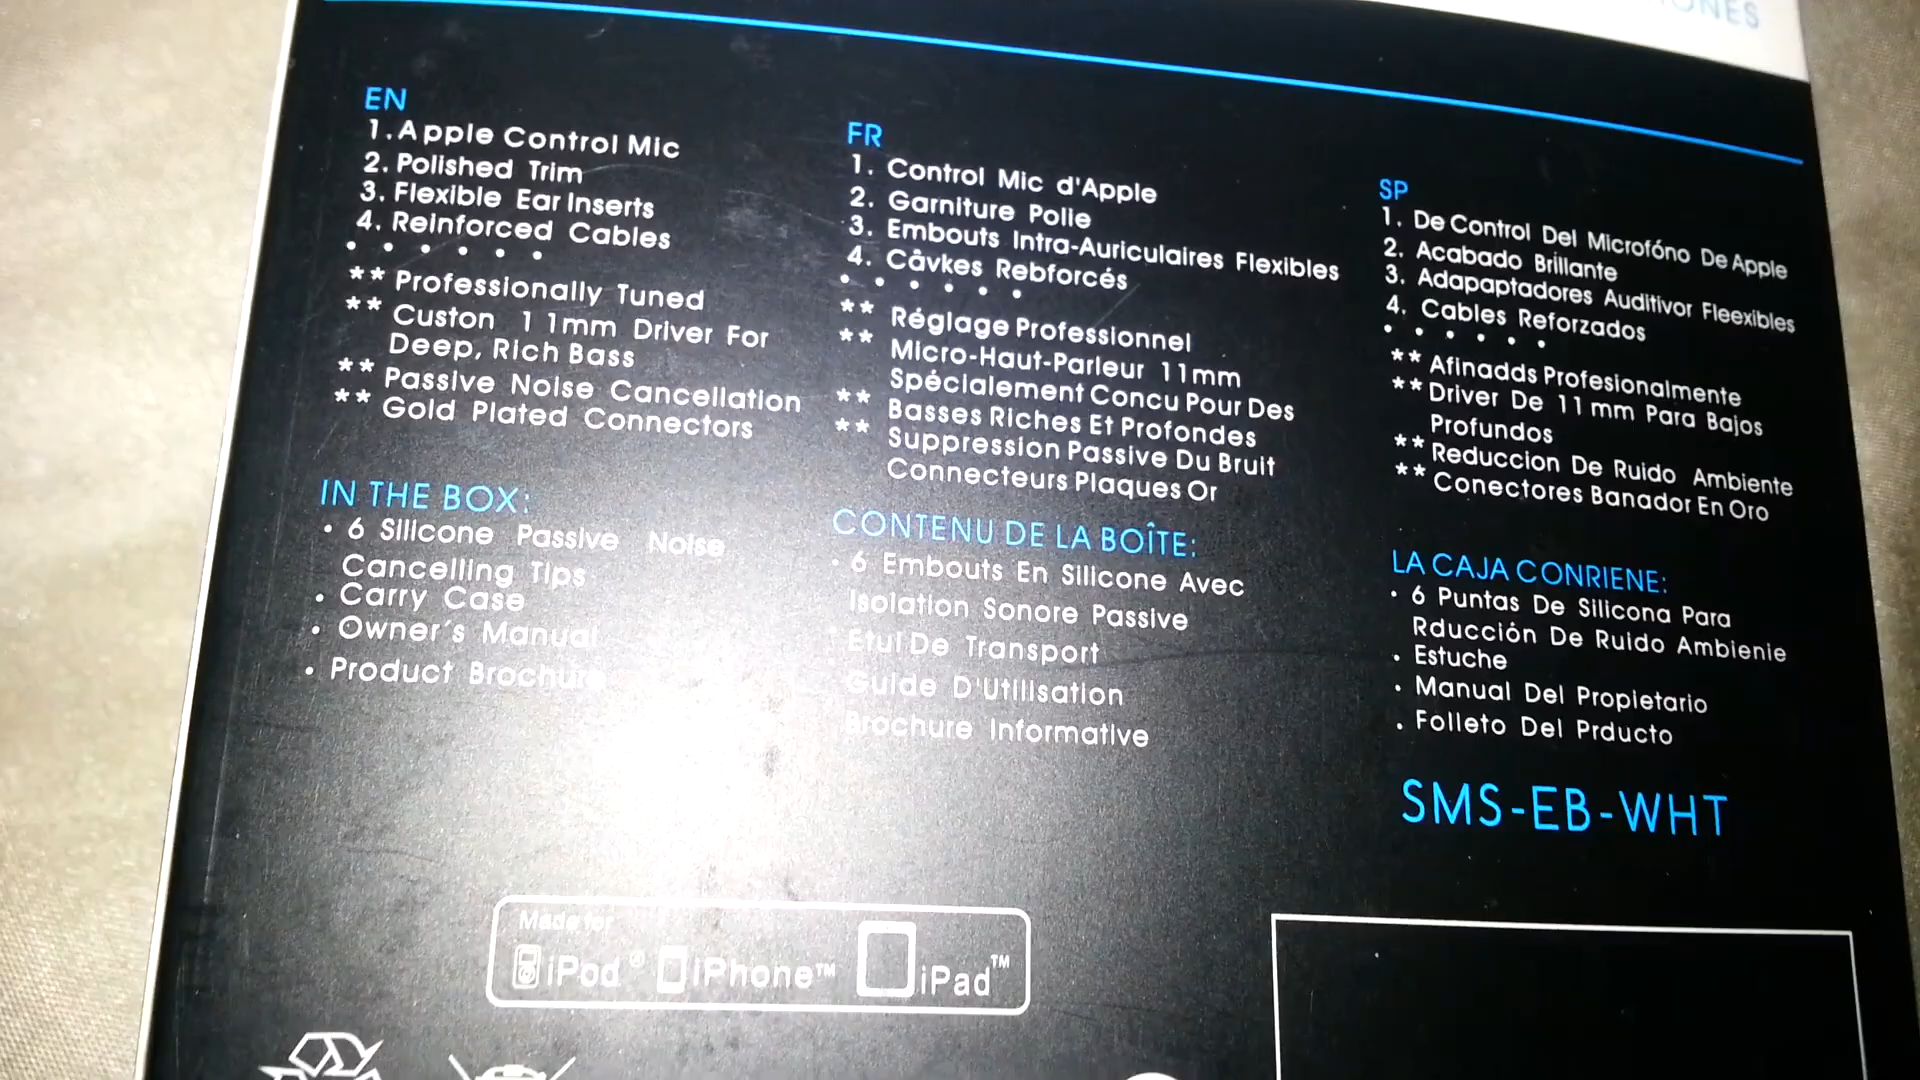 ONES
EN
1. Apple Control Mic
2. Polished Trim
3. Flexible Ear Inserts
4. Reinforced Cables
• • • • • •
** Professionally Tuned
** Custon 11mm Driver For
Deep, Rich Bass
** Passive Noise Cancellation
** Gold Plated Connectors
IN THE BOX:
• 6 Silicone Passive Noise
Cancelling Tips
• Carry Case
• Owner's Manual
• Product Brochure
FR
1. Control Mic d'Apple
2. Garniture Polie
3. Embouts Intra-Auriculaires Flexibles
4. Câvkes Rebforcés
• • • • • •
** Réglage Professionnel
** Micro-Haut-Parleur 11mm
Spécialement Concu Pour Des
** Basses Riches Et Profondes
** Suppression Passive Du Bruit
Connecteurs Plaques Or
CONTENU DE LA BOÎTE:
• 6 Embouts En Silicone Avec
Isolation Sonore Passive
Etui De Transport
Guide D'Utilisation
Brochure Informative
SP
1. De Control Del Microfóno De Apple
2. Acabado Brillante
3. Adapaptadores Auditivor Fleexibles
4. Cables Reforzados
• • • • • •
** Afinadds Profesionalmente
** Driver De 11mm Para Bajos
Profundos
** Reduccion De Ruido Ambiente
** Conectores Banador En Oro
LA CAJA CONRIENE:
• 6 Puntas De Silicona Para
Rducción De Ruido Ambienie
• Estuche
• Manual Del Propietario
• Folleto Del Prducto
SMS-EB-WHT
Made for
iPod® iPhone™ iPad™